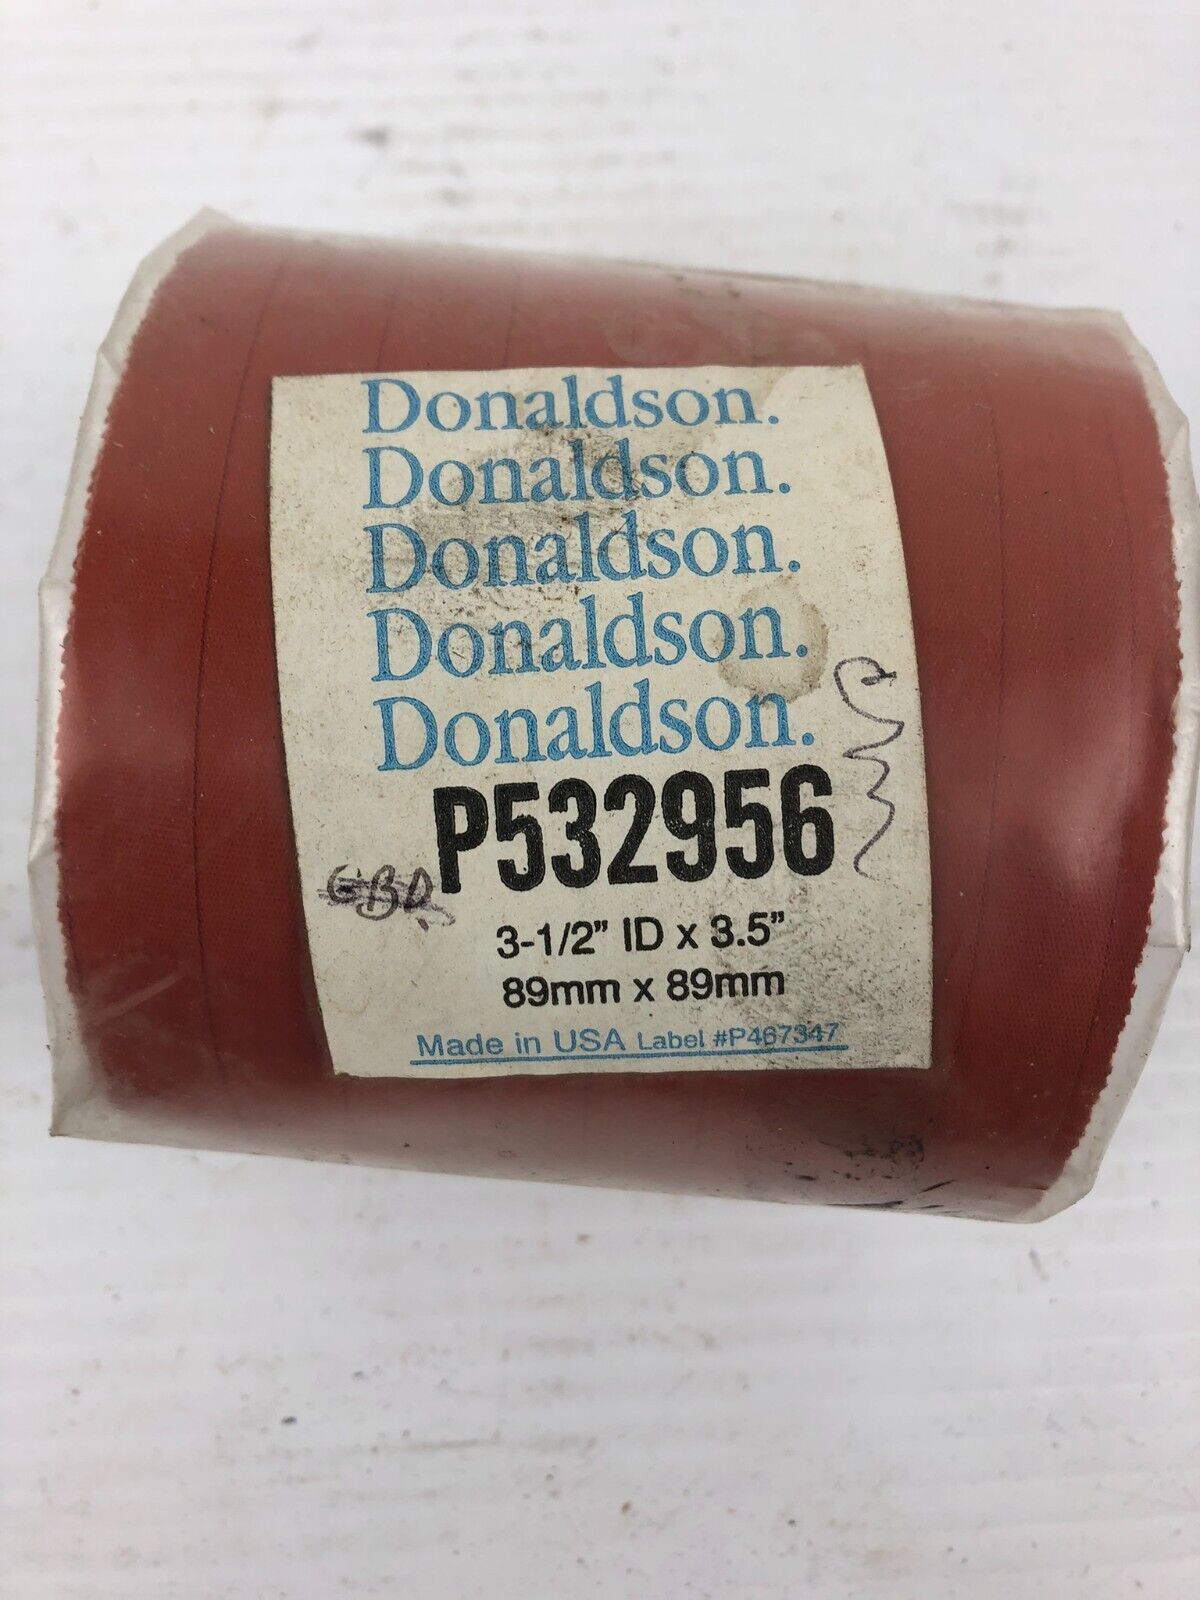 Donaldson.
Donaldson.
Donaldson.
Donaldson.
Donaldson.
P532956
3-1/2" ID x 3.5"
89mm x 89mm
Made in USA Label #P467347